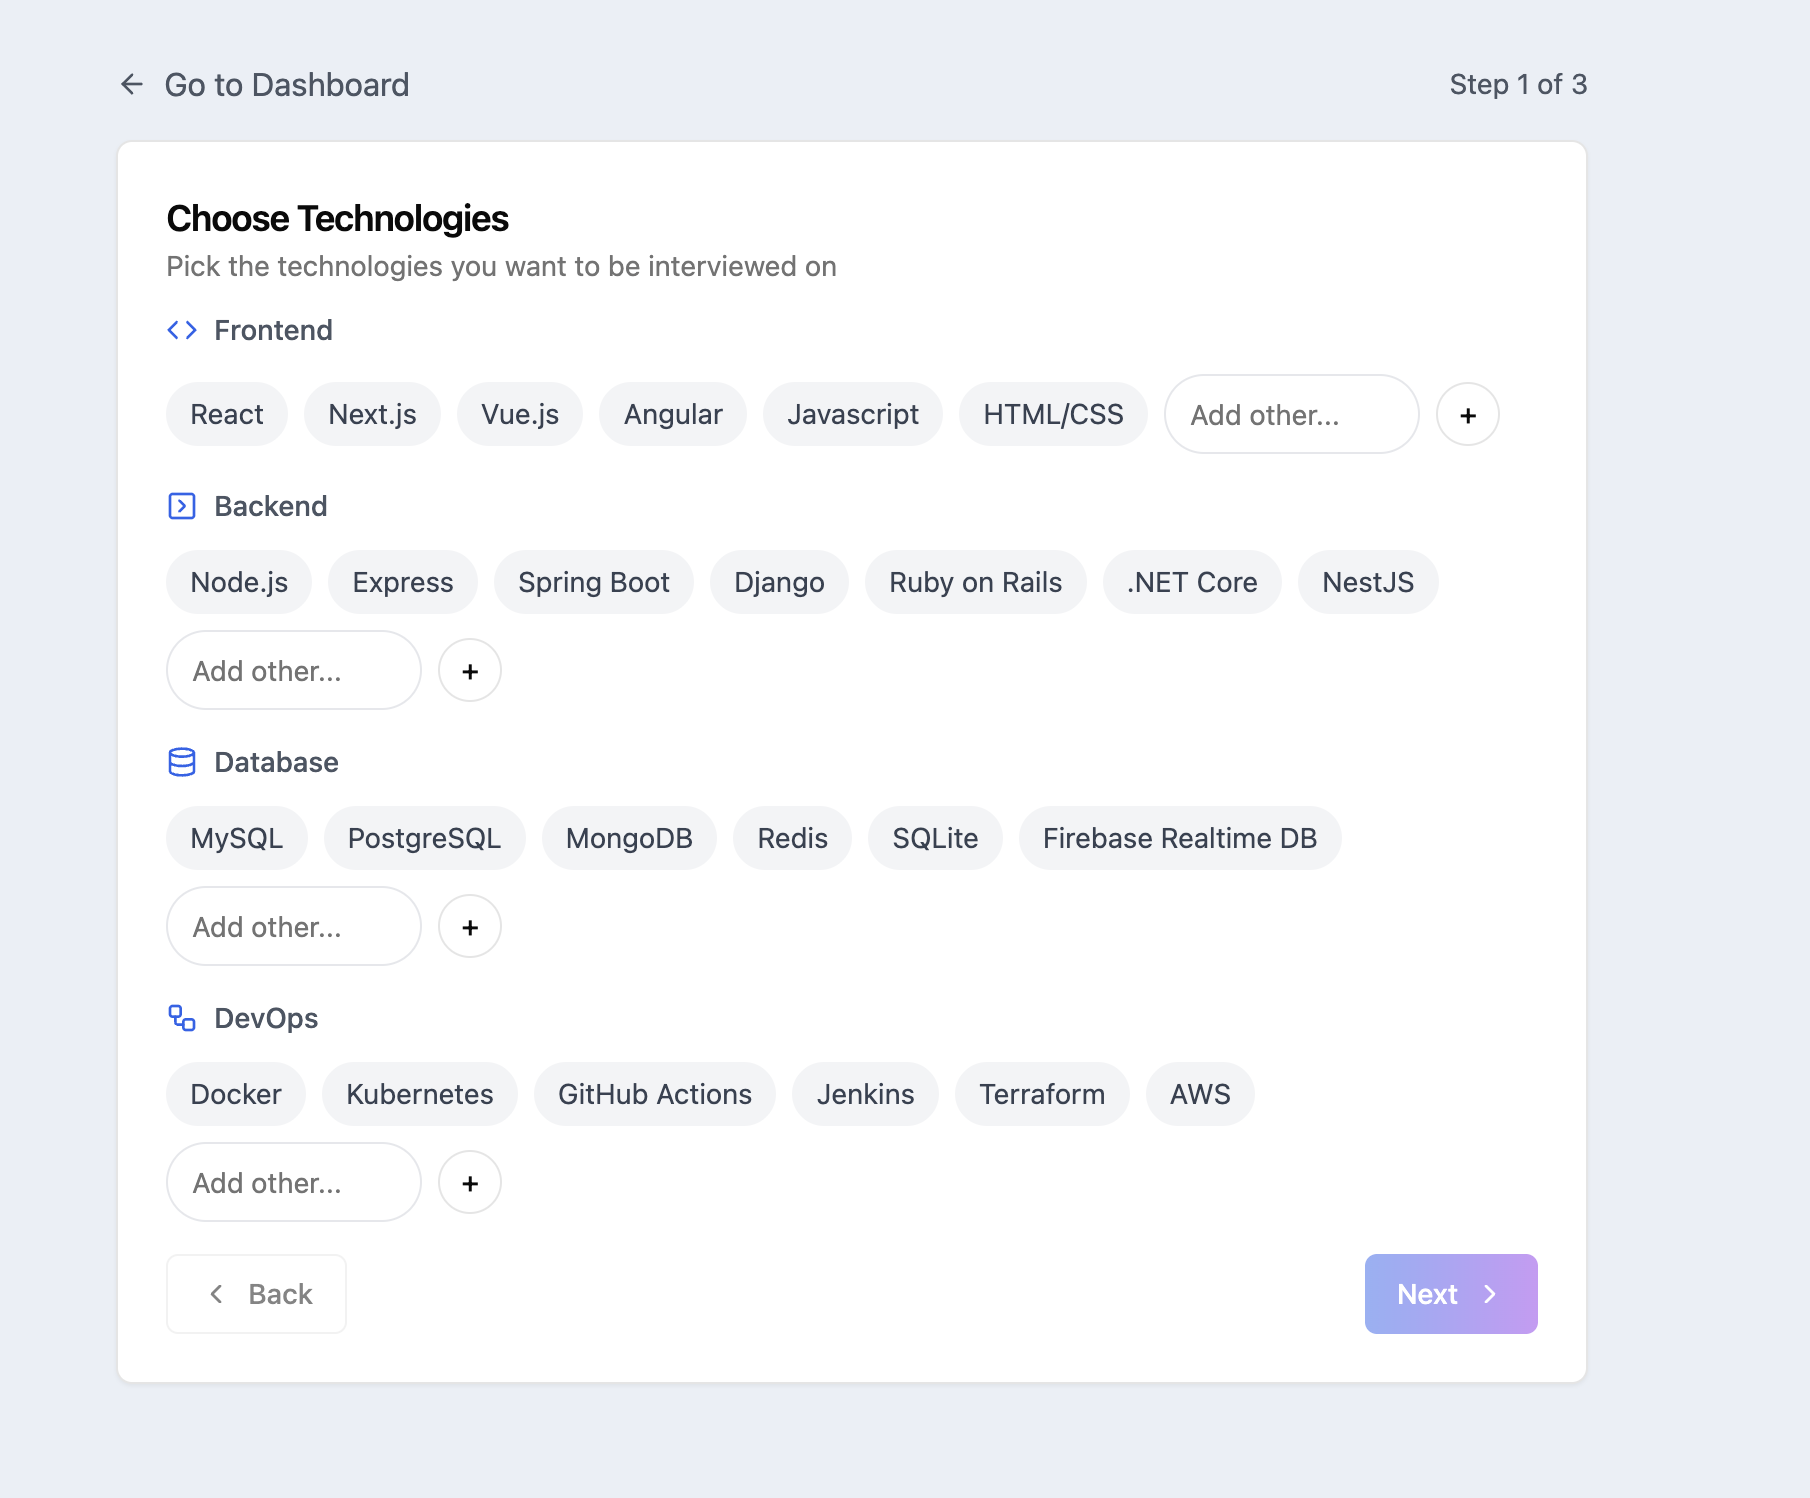 Go to Dashboard
Step 1 of 3
Choose Technologies
Pick the technologies you want to be interviewed on
Frontend
React Next.js Vue.js Angular Javascript HTML/CSS Add other... +
Backend
Node.js Express Spring Boot Django Ruby on Rails .NET Core NestJS
Add other... +
Database
MySQL PostgreSQL MongoDB Redis SQLite Firebase Realtime DB
Add other... +
DevOps
Docker Kubernetes GitHub Actions Jenkins Terraform AWS
Add other... +
Back Next